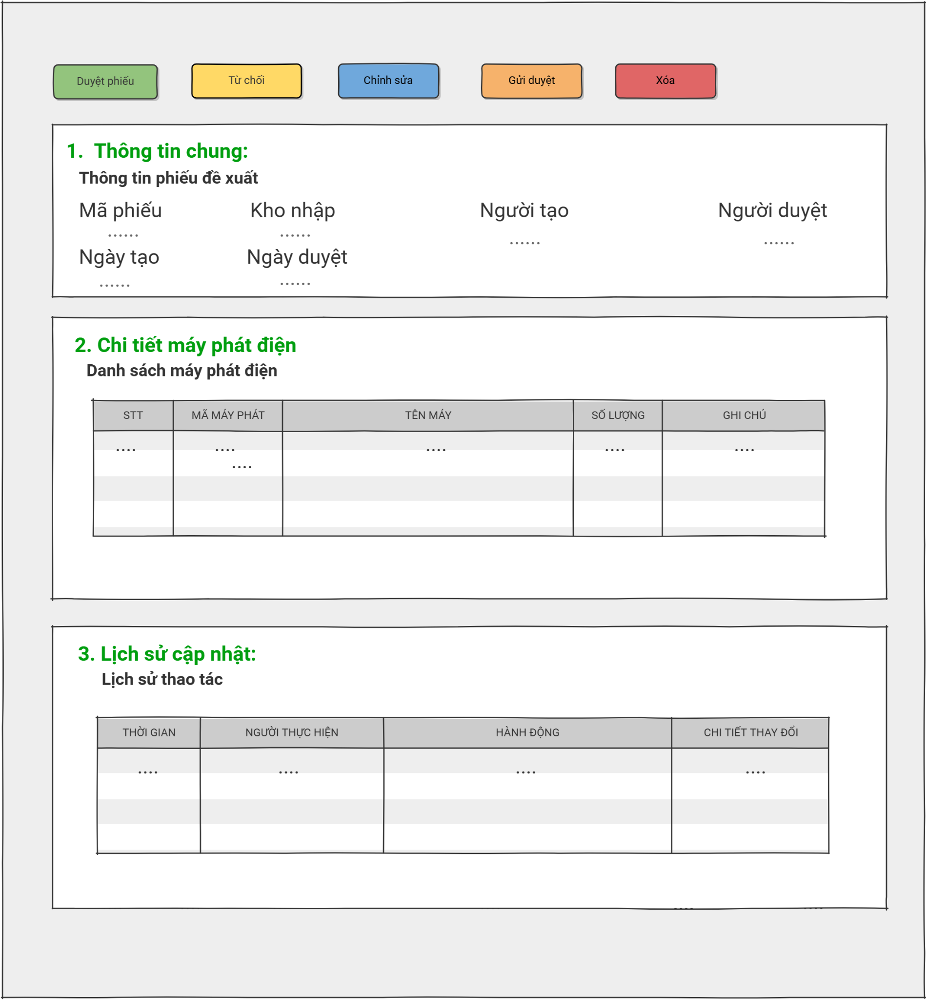 Duyệt phiếu Từ chối Chỉnh sửa Gửi duyệt Xóa
1. Thông tin chung:
Thông tin phiếu đề xuất
Mã phiếu Kho nhập Người tạo Người duyệt
...... ...... ...... ......
Ngày tạo Ngày duyệt
...... ......
2. Chi tiết máy phát điện
Danh sách máy phát điện
STT MÃ MÁY PHÁT TÊN MÁY SỐ LƯỢNG GHI CHÚ
.... .... .... .... ....
....
3. Lịch sử cập nhật:
Lịch sử thao tác
THỜI GIAN NGƯỜI THỰC HIỆN HÀNH ĐỘNG CHI TIẾT THAY ĐỔI
.... .... .... ....